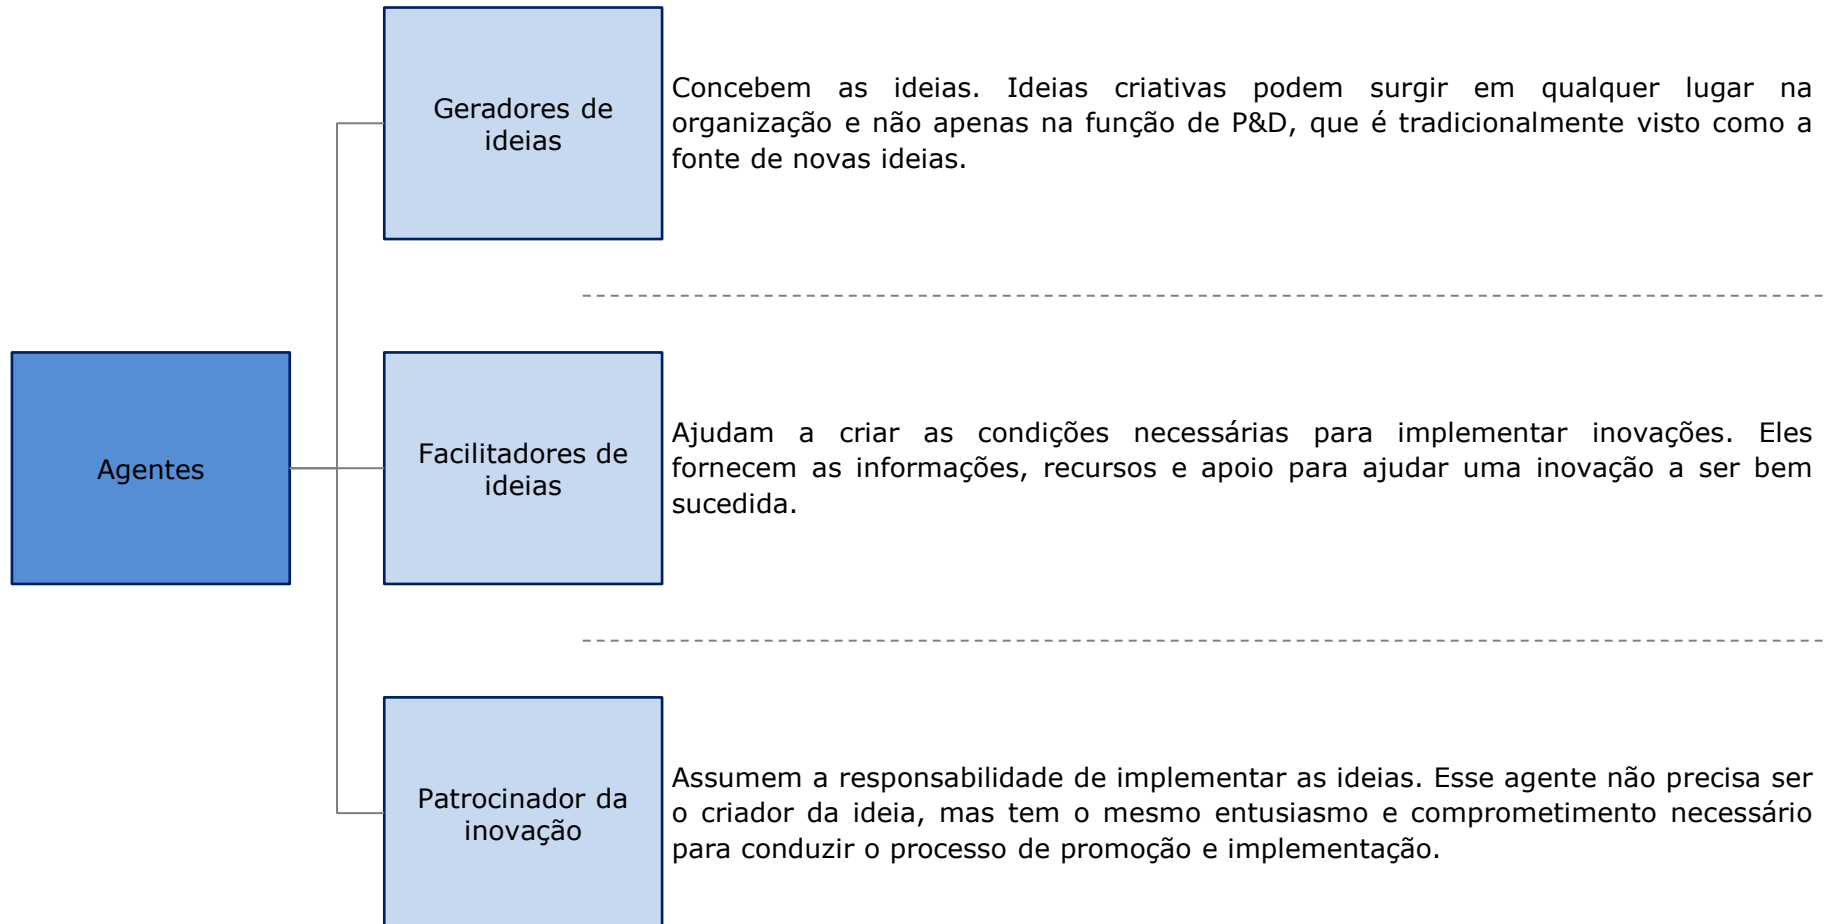 Geradores de
ideias
Concebem as ideias. Ideias criativas podem surgir em qualquer lugar na
organização e não apenas na função de P&D, que é tradicionalmente visto como a
fonte de novas ideias.
Agentes
Facilitadores de
ideias
Ajudam a criar as condições necessárias para implementar inovações. Eles
fornecem as informações, recursos e apoio para ajudar uma inovação a ser bem
sucedida.
Patrocinador da
inovação
Assumem a responsabilidade de implementar as ideias. Esse agente não precisa ser
o criador da ideia, mas tem o mesmo entusiasmo e comprometimento necessário
para conduzir o processo de promoção e implementação.